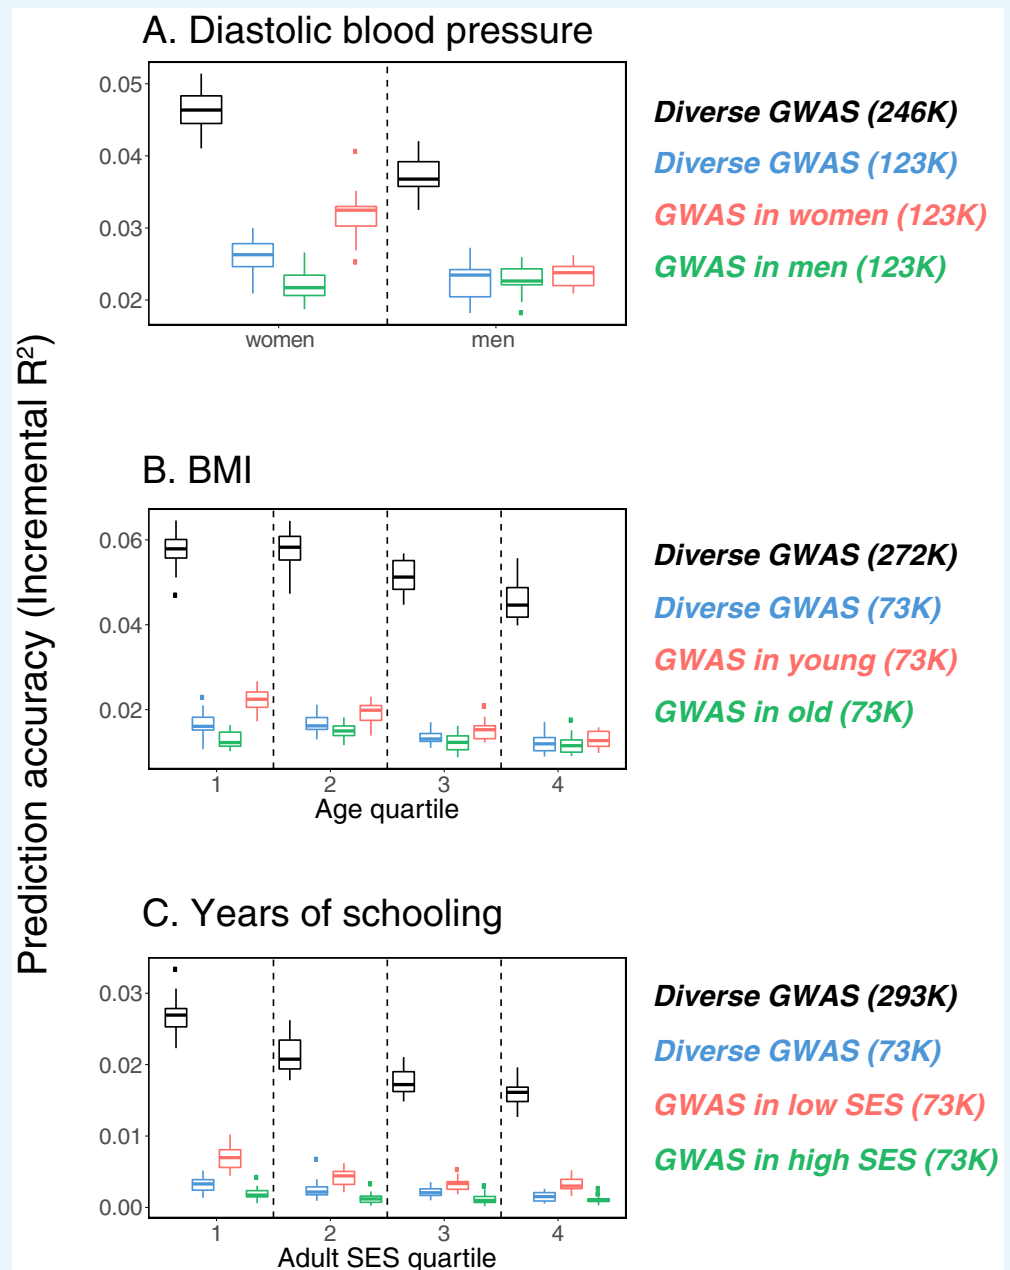 Prediction accuracy (Incremental R²)
A. Diastolic blood pressure
0.05
0.04
0.03
0.02
women men
Diverse GWAS (246K)
Diverse GWAS (123K)
GWAS in women (123K)
GWAS in men (123K)
B. BMI
0.06
0.04
0.02
1 2 3 4
Age quartile
Diverse GWAS (272K)
Diverse GWAS (73K)
GWAS in young (73K)
GWAS in old (73K)
C. Years of schooling
0.03
0.02
0.01
0.00
1 2 3 4
Adult SES quartile
Diverse GWAS (293K)
Diverse GWAS (73K)
GWAS in low SES (73K)
GWAS in high SES (73K)